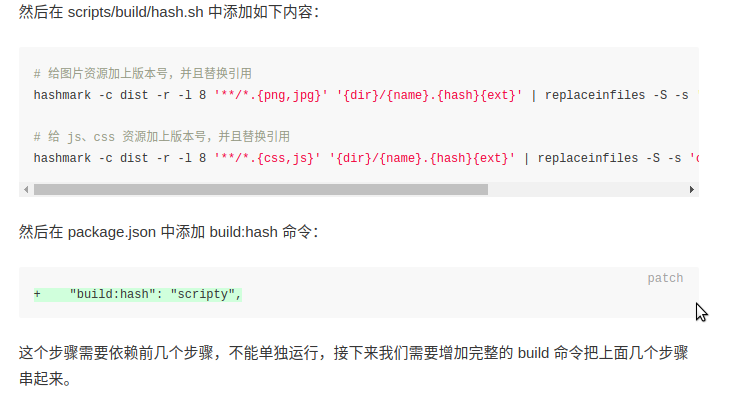 然后在 scripts/build/hash.sh 中添加如下内容：
# 给图片资源加上版本号，并且替换引用
hashmark -c dist -r -l 8 '**/*.{png,jpg}' '{dir}/{name}.{hash}{ext}' | replaceinfiles -S -s
# 给 js、css 资源加上版本号，并且替换引用
hashmark -c dist -r -l 8 '**/*.{css,js}' '{dir}/{name}.{hash}{ext}' | replaceinfiles -S -s '
然后在 package.json 中添加 build:hash 命令：
patch
+    "build:hash": "scripty",
这个步骤需要依赖前几个步骤，不能单独运行，接下来我们需要增加完整的 build 命令把上面几个步骤
串起来。